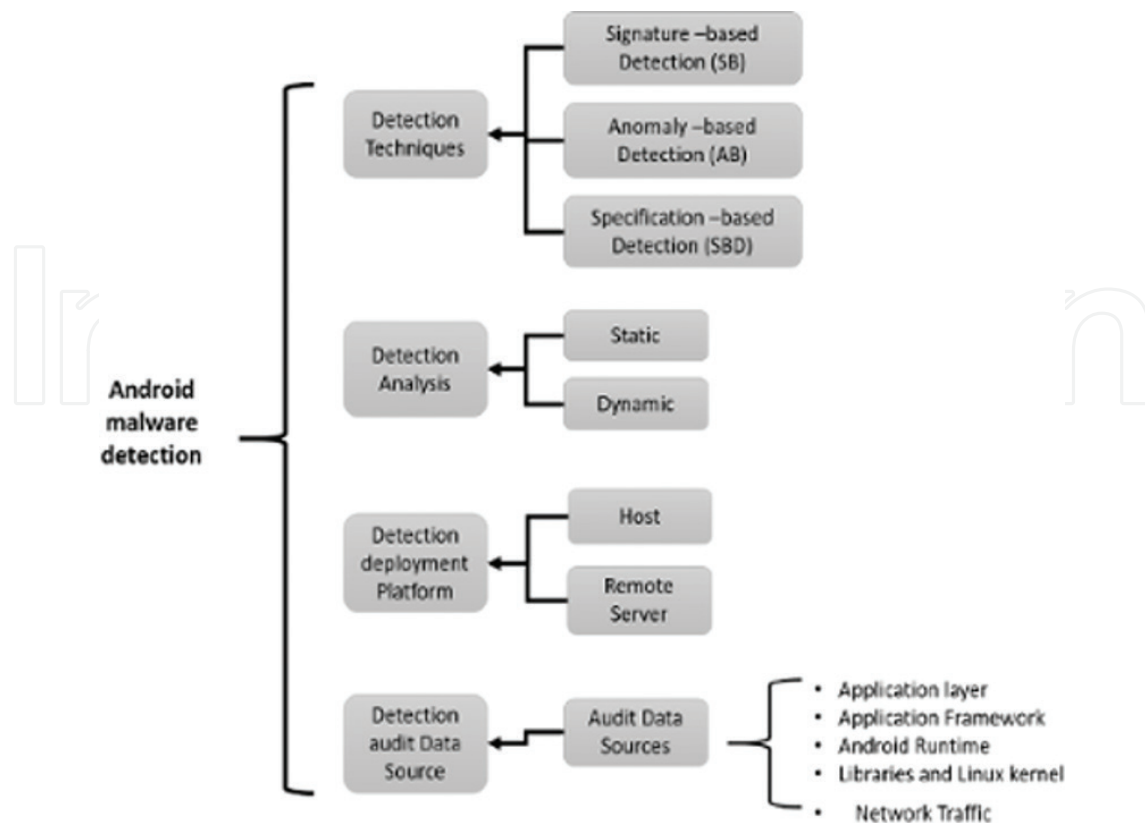 Signature –based
Detection (SB)
Detection
Techniques
Anomaly –based
Detection (AB)
Specification –based
Detection (SBD)
Android
malware
detection
Detection
Analysis
Static
Dynamic
Detection
deployment
Platform
Host
Remote
Server
Detection
audit Data
Source
Audit Data
Sources
• Application layer
• Application Framework
• Android Runtime
• Libraries and Linux kernel
• Network Traffic